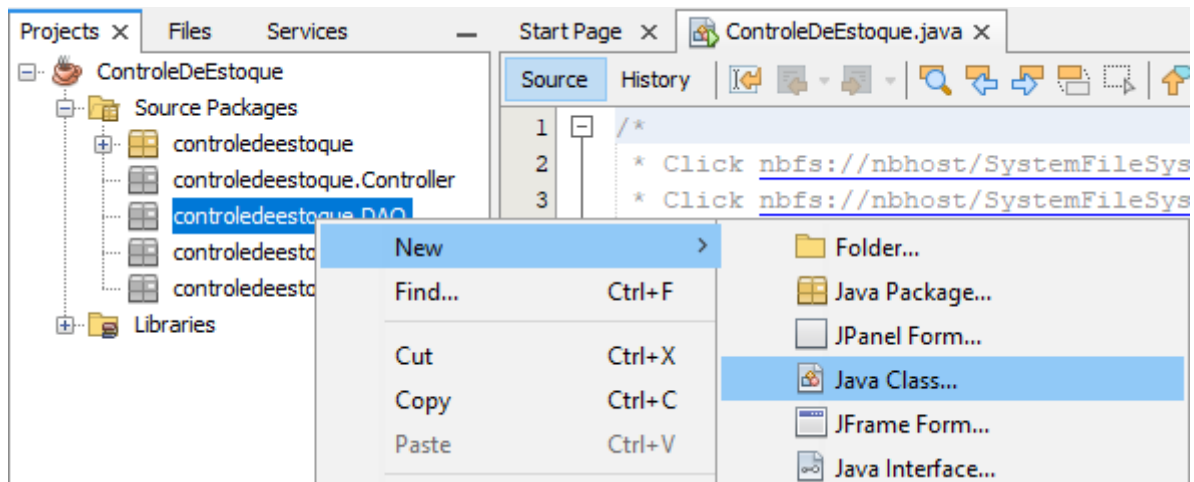 Projects Files Services
Start Page ControleDeEstoque.java
Source History
ControleDeEstoque
Source Packages
controledeestoque
controledeestoque.Controller
controledeestoque.DAO
controledeesto
controledeesto
Libraries
1 /*
2 * Click nbfs://nbhost/SystemFileSys
3 * Click nbfs://nbhost/SystemFileSys
New >
Find... Ctrl+F
Cut Ctrl+X
Copy Ctrl+C
Paste Ctrl+V
Folder...
Java Package...
JPanel Form...
Java Class...
JFrame Form...
Java Interface...